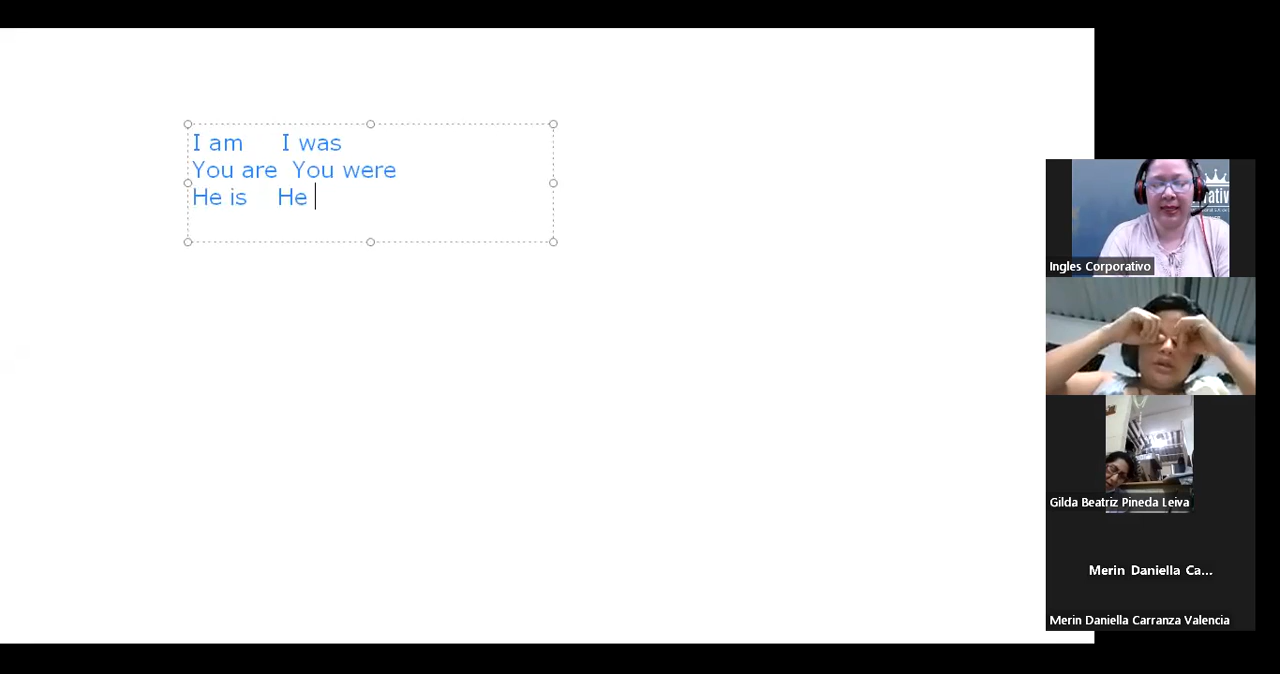 I am I was
You are You were
He is He
Ingles Corporativo
Gilda Beatriz Pineda Leiva
Merin Daniella Ca...
Merin Daniella Carranza Valencia